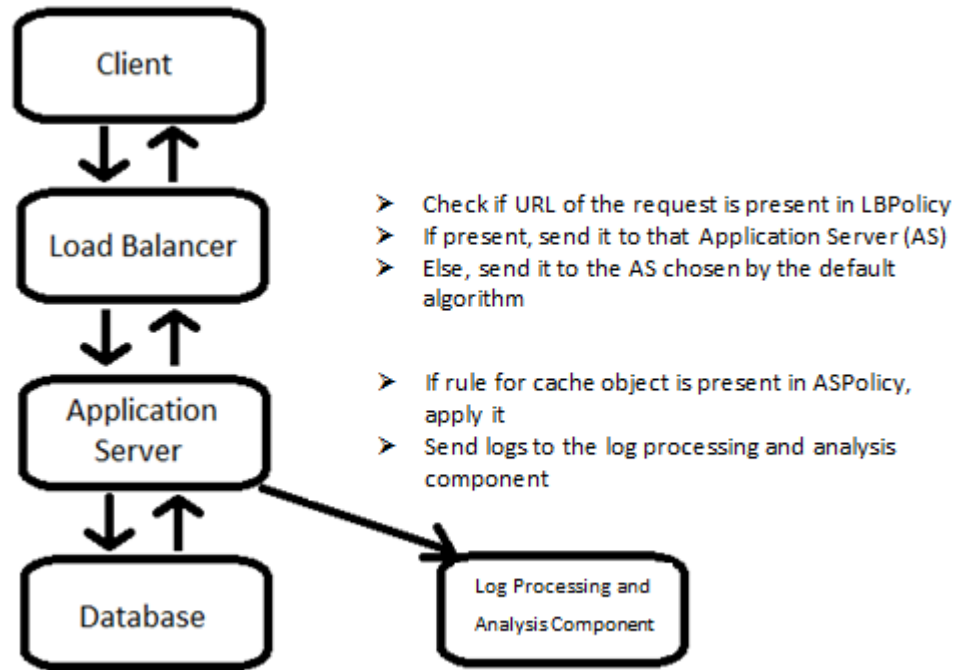 Client
Load Balancer
➢ Check if URL of the request is present in LBPolicy
➢ If present, send it to that Application Server (AS)
➢ Else, send it to the AS chosen by the default
algorithm
Application
Server
➢ If rule for cache object is present in ASPolicy,
apply it
➢ Send logs to the log processing and analysis
component
Database
Log Processing and
Analysis Component